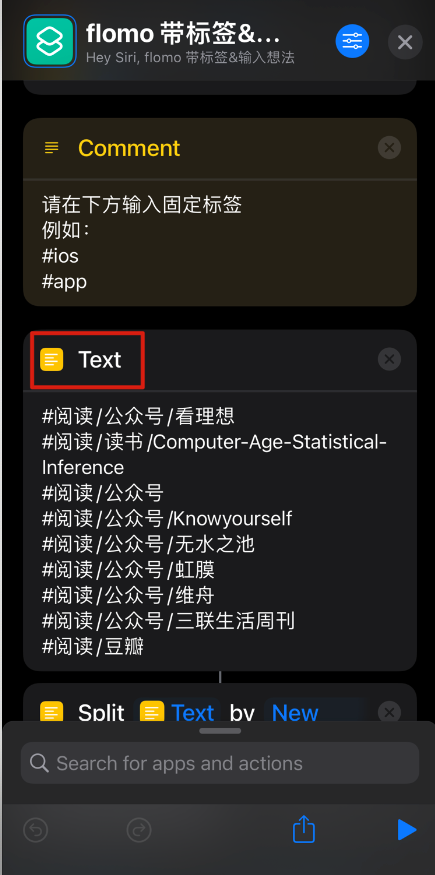 flomo 带标签&...
Hey Siri, flomo 带标签&输入想法
Comment
请在下方输入固定标签
例如：
#ios
#app
Text
#阅读/公众号/看理想
#阅读/读书/Computer-Age-Statistical-
Inference
#阅读/公众号
#阅读/公众号/Knowyourself
#阅读/公众号/无水之池
#阅读/公众号/虹膜
#阅读/公众号/维舟
#阅读/公众号/三联生活周刊
#阅读/豆瓣
Split Text by New
Search for apps and actions